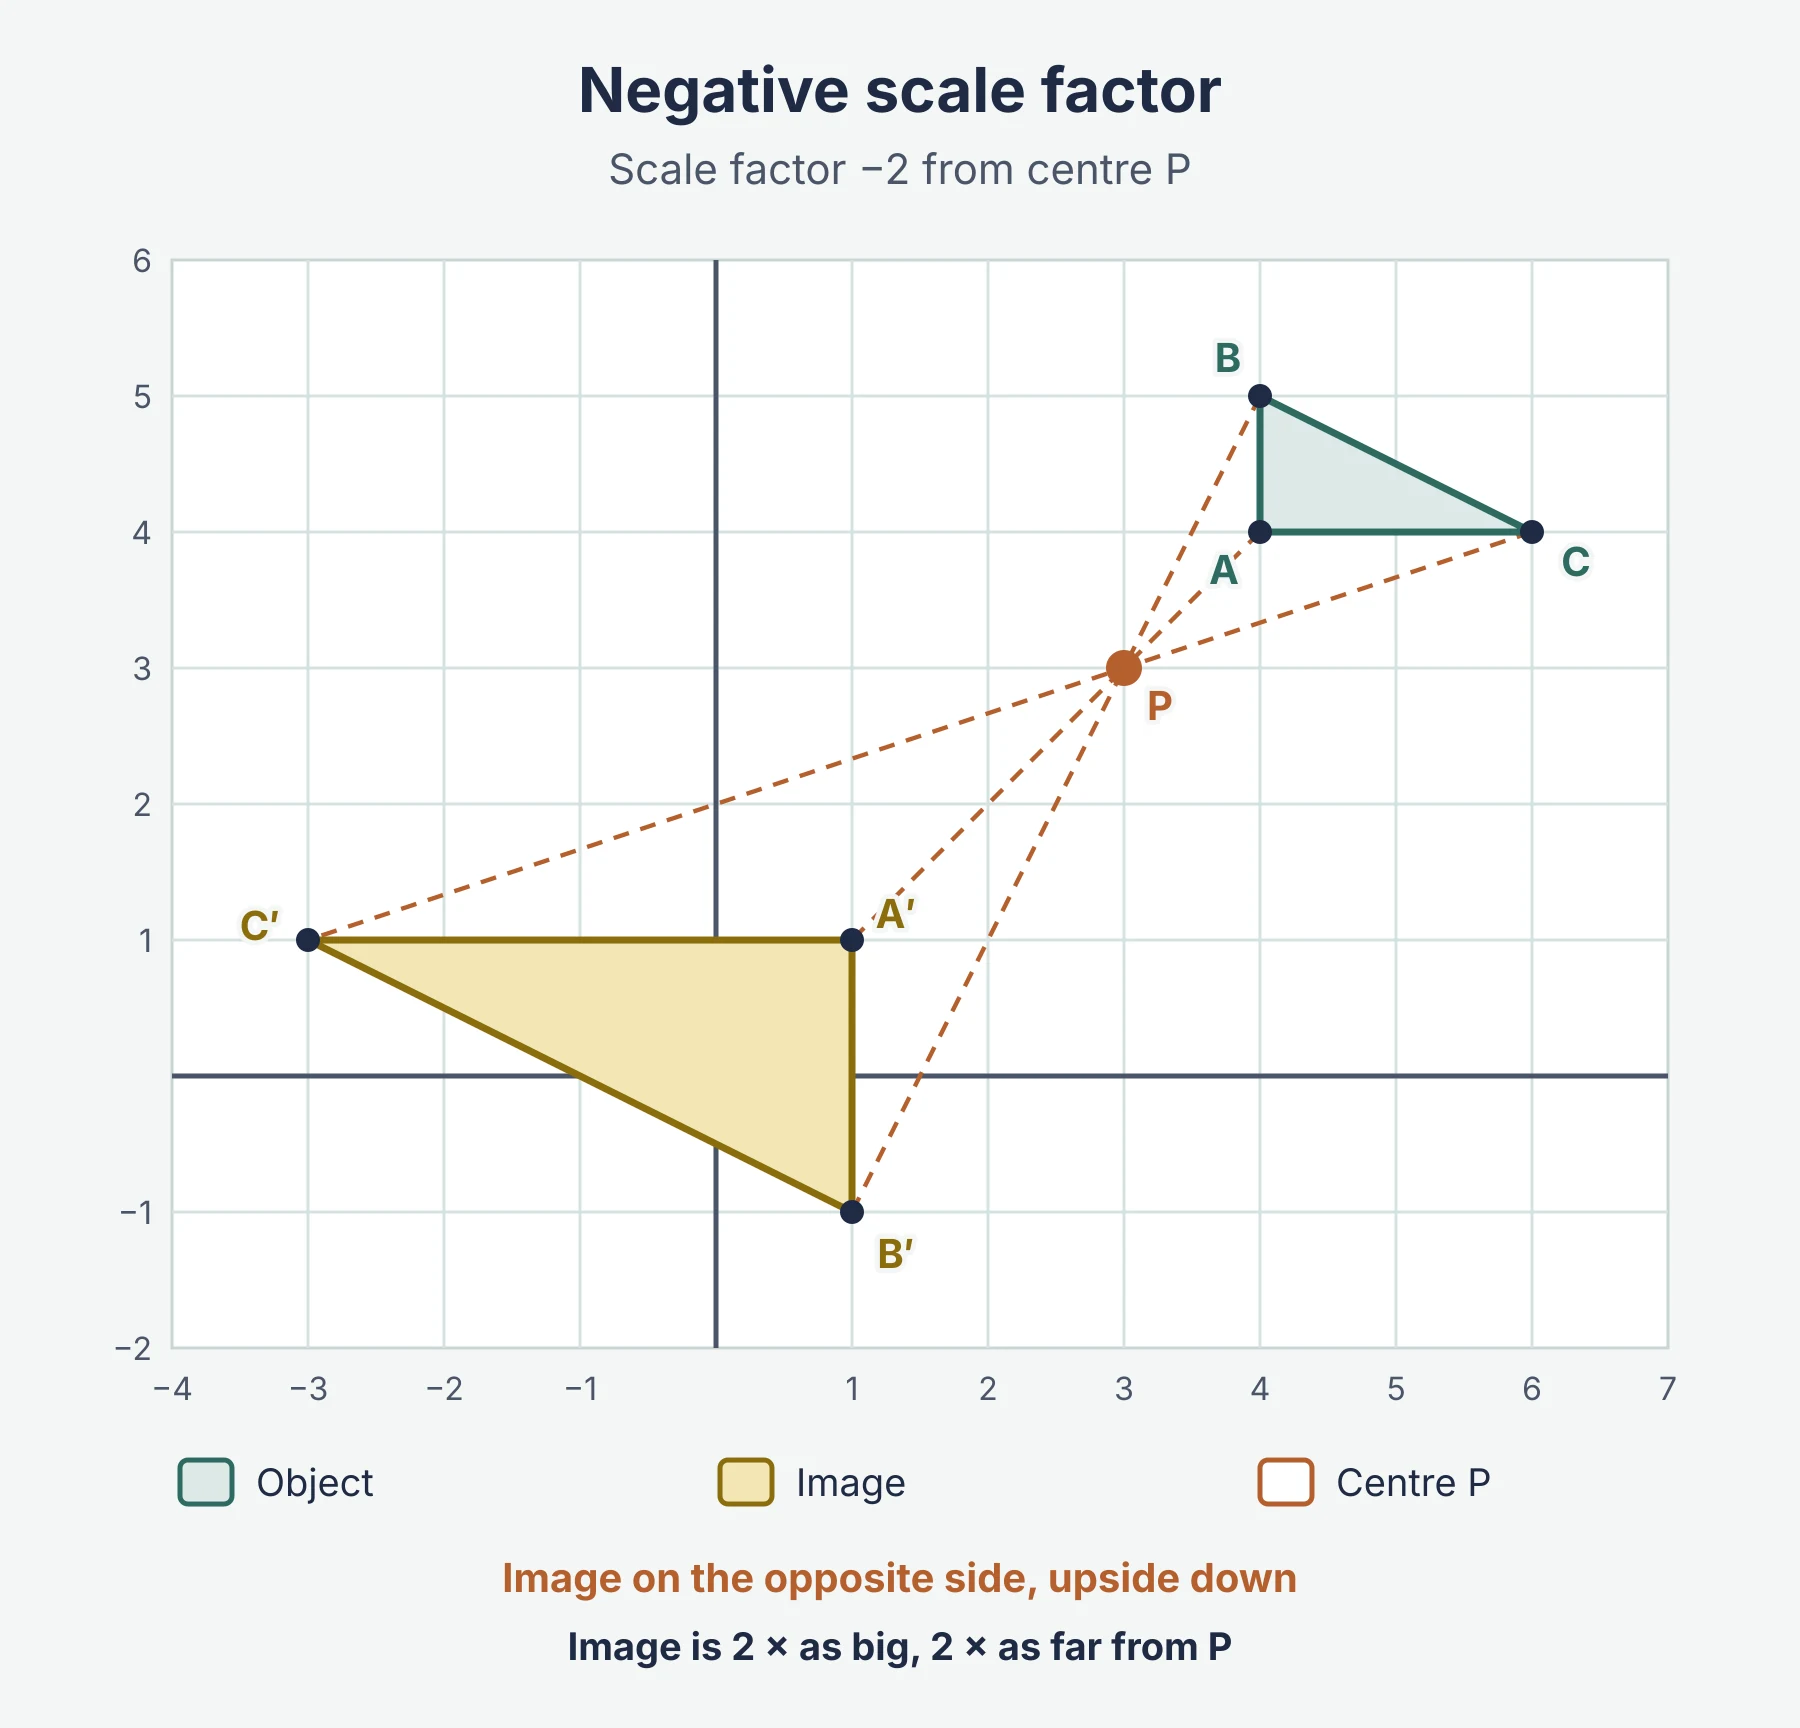 Negative scale factor
Scale factor −2 from centre P
6
5
4
3
2
1
−1
−2
B
A
C
P
C′
A′
B′
−4 −3 −2 −1 1 2 3 4 5 6 7
Object Image Centre P
Image on the opposite side, upside down
Image is 2 × as big, 2 × as far from P